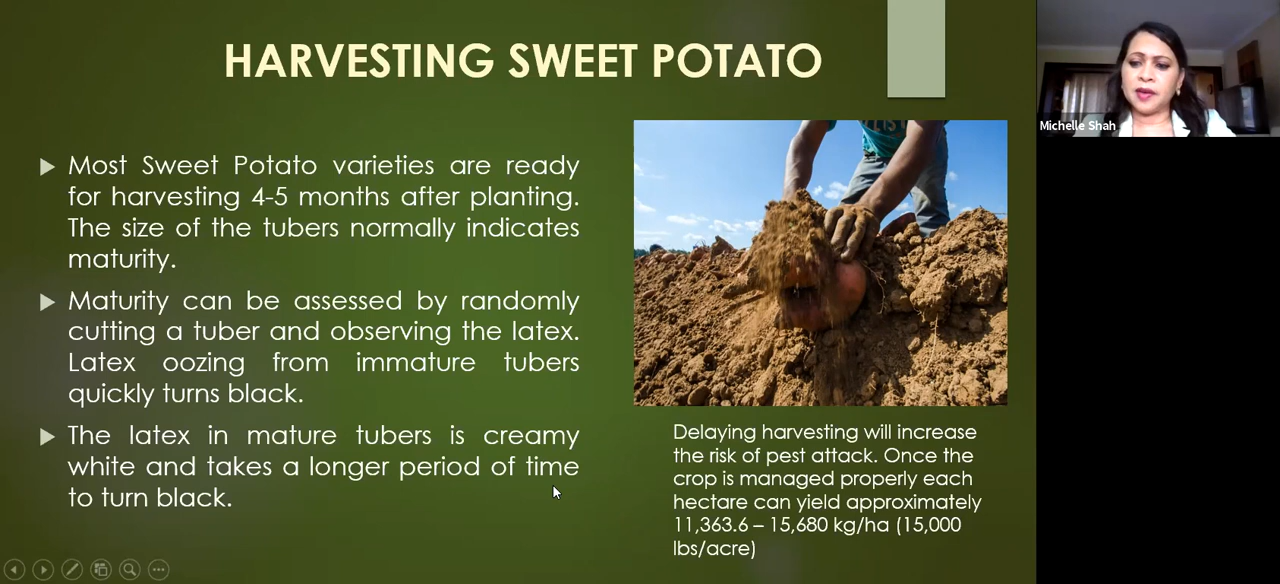 HARVESTING SWEET POTATO
Most Sweet Potato varieties are ready
for harvesting 4-5 months after planting.
The size of the tubers normally indicates
maturity.
Maturity can be assessed by randomly
cutting a tuber and observing the latex.
Latex oozing from immature tubers
quickly turns black.
The latex in mature tubers is creamy
white and takes a longer period of time
to turn black.
Delaying harvesting will increase
the risk of pest attack. Once the
crop is managed properly each
hectare can yield approximately
11,363.6 – 15,680 kg/ha (15,000
lbs/acre)
Michelle Shah